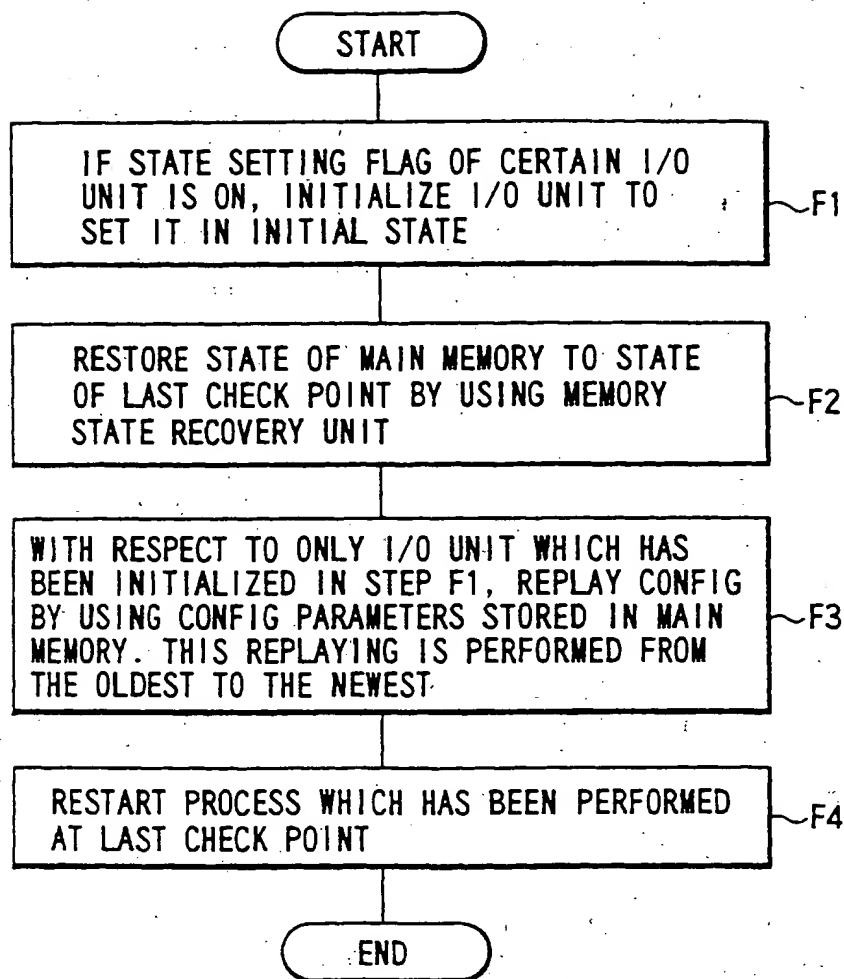 START
IF STATE SETTING FLAG OF CERTAIN I/O
UNIT IS ON, INITIALIZE I/O UNIT TO
SET IT IN INITIAL STATE
F1
RESTORE STATE OF MAIN MEMORY TO STATE
OF LAST CHECK POINT BY USING MEMORY
STATE RECOVERY UNIT
F2
WITH RESPECT TO ONLY I/O UNIT WHICH HAS
BEEN INITIALIZED IN STEP F1, REPLAY CONFIG
BY USING CONFIG PARAMETERS STORED IN MAIN
MEMORY. THIS REPLAYING IS PERFORMED FROM
THE OLDEST TO THE NEWEST
F3
RESTART PROCESS WHICH HAS BEEN PERFORMED
AT LAST CHECK POINT
F4
END